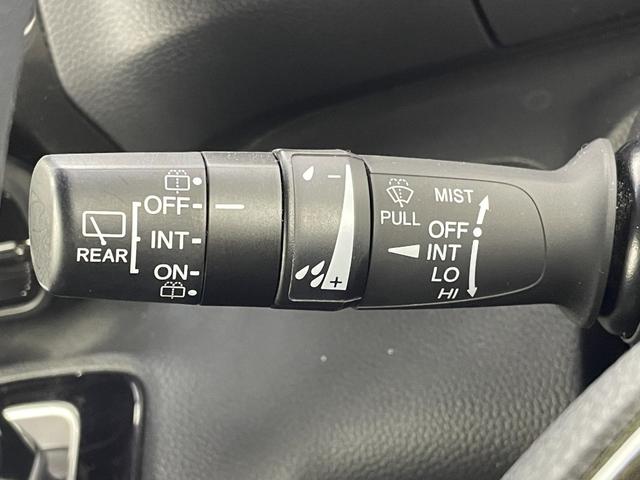 OFF
INT
REAR
ON
−
+
PULL
MIST
OFF
INT
LO
HI